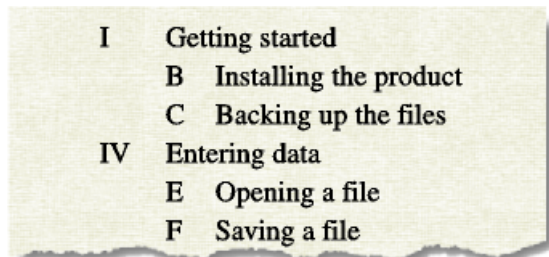 I Getting started
B Installing the product
C Backing up the files
IV Entering data
E Opening a file
F Saving a file